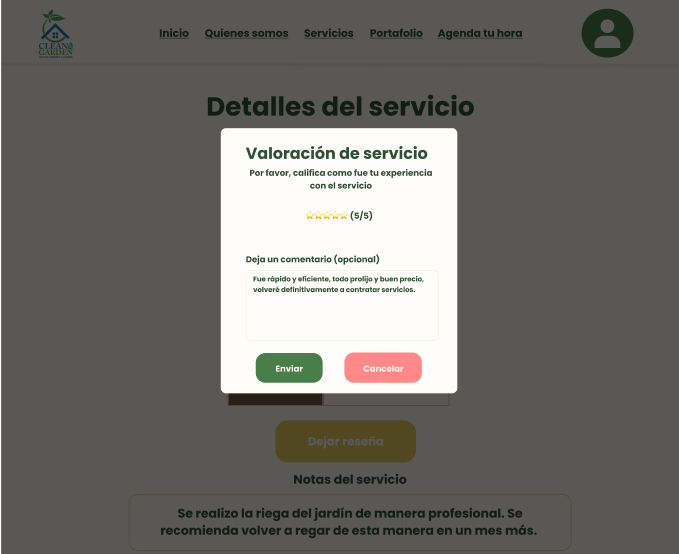 Inicio Quienes somos Servicios Portafolio Agenda tu hora
CLEAN
GARDEN
Detalles del servicio
Valoración de servicio
Por favor, califica como fue tu experiencia
con el servicio
(5/5)
Deja un comentario (opcional)
Fue rápido y eficiente, todo prolijo y buen precio,
volveré definitivamente a contratar servicios.
Enviar Cancelar
Dejar reseña
Notas del servicio
Se realizo la riega del jardín de manera profesional. Se
recomienda volver a regar de esta manera en un mes más.